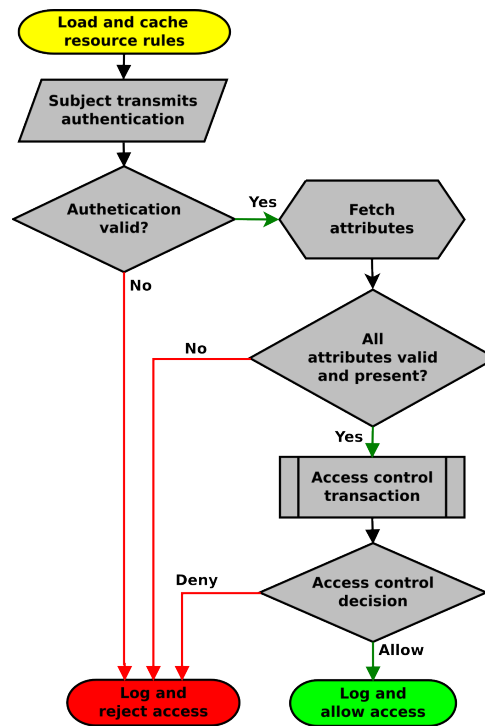 Load and cache
resource rules
Subject transmits
authentication
Authetication
valid?
Yes
Fetch
attributes
No
All
attributes valid
and present?
No
Yes
Access control
transaction
Access control
decision
Deny
Allow
Log and
reject access
Log and
allow access